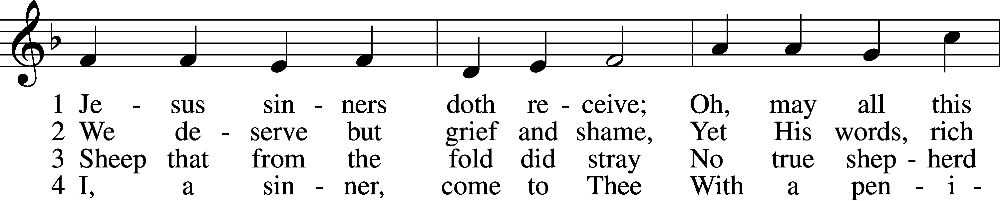 1 Je - sus sin - ners doth re - ceive; Oh, may all this
2 We de - serve but grief and shame, Yet His words, rich
3 Sheep that from the fold did stray No true shep - herd
4 I, a sin - ner, come to Thee With a pen - i -